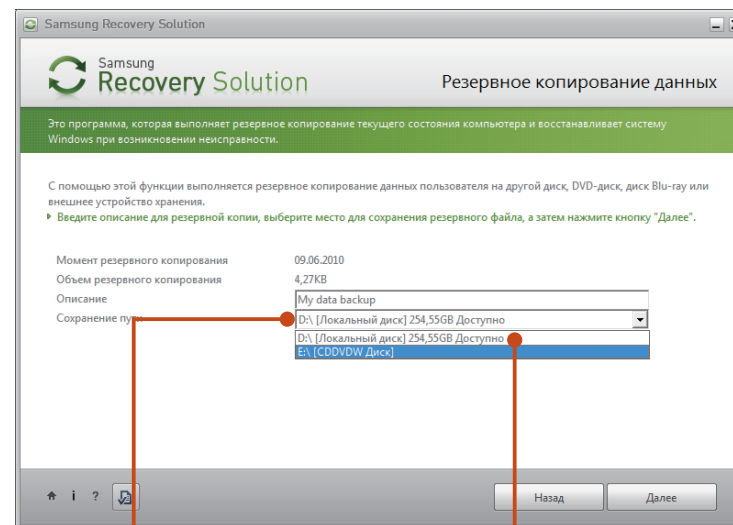 Samsung Recovery Solution
Samsung
Recovery Solution
Резервное копирование данных
Это программа, которая выполняет резервное копирование текущего состояния компьютера и восстанавливает систему
Windows при возникновении неисправности.
С помощью этой функции выполняется резервное копирование данных пользователя на другой диск, DVD-диск, диск Blu-ray или
внешнее устройство хранения.
Введите описание для резервной копии, выберите место для сохранения резервного файла, а затем нажмите кнопку "Далее".
Момент резервного копирования 09.06.2010
Объем резервного копирования 4,27KB
Описание My data backup
Сохранение пути D:\ [Локальный диск] 254,55GB Доступно
D:\ [Локальный диск] 254,55GB Доступно
E:\ [CDDVDW Диск]
i ? Назад Далее